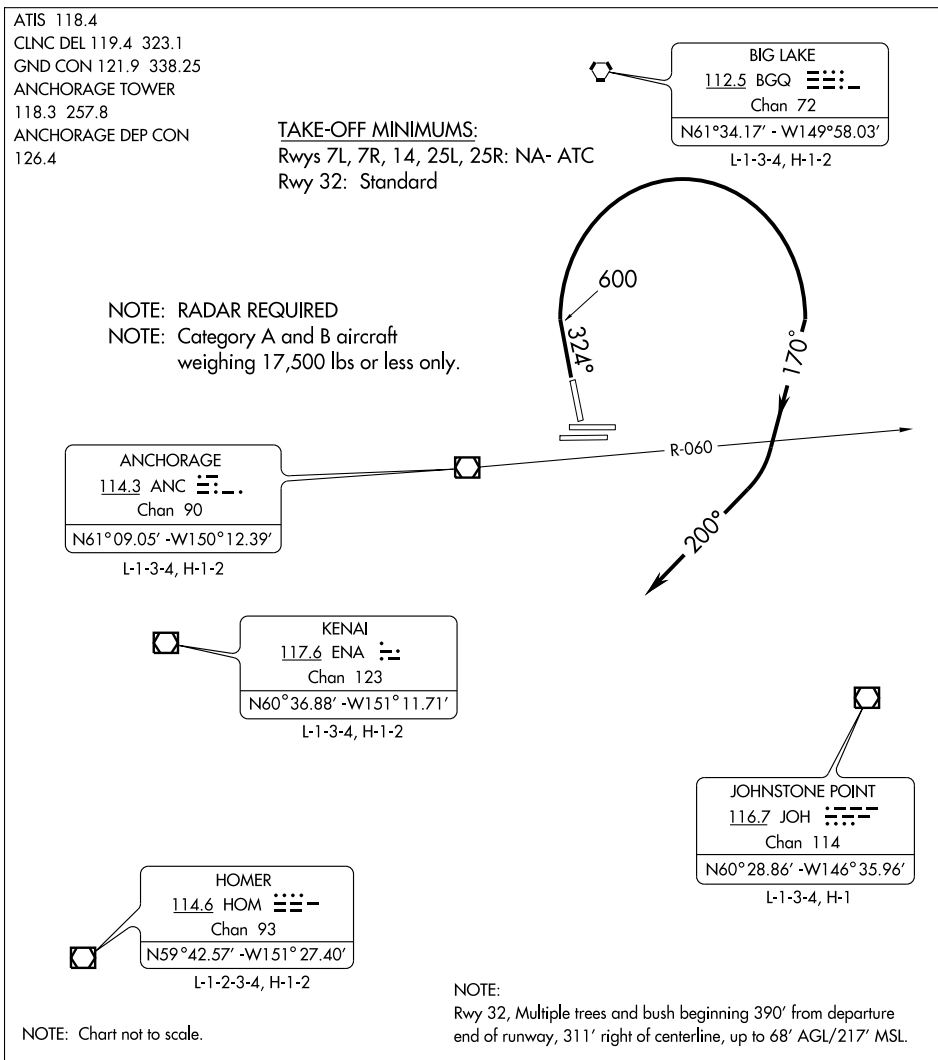 ATIS 118.4
CLNC DEL 119.4 323.1
GND CON 121.9 338.25
ANCHORAGE TOWER
118.3 257.8
ANCHORAGE DEP CON
126.4
TAKE-OFF MINIMUMS:
Rwys 7L, 7R, 14, 25L, 25R: NA- ATC
Rwy 32: Standard
BIG LAKE
112.5 BGQ
Chan 72
N61°34.17′ - W149°58.03′
L-1-3-4, H-1-2
NOTE: RADAR REQUIRED
NOTE: Category A and B aircraft
weighing 17,500 lbs or less only.
600
324°
170°
R-060
200°
ANCHORAGE
114.3 ANC
Chan 90
N61°09.05′ -W150°12.39′
L-1-3-4, H-1-2
KENAI
117.6 ENA
Chan 123
N60°36.88′ -W151°11.71′
L-1-3-4, H-1-2
JOHNSTONE POINT
116.7 JOH
Chan 114
N60°28.86′ -W146°35.96′
L-1-3-4, H-1
HOMER
114.6 HOM
Chan 93
N59°42.57′ -W151°27.40′
L-1-2-3-4, H-1-2
NOTE: Chart not to scale.
NOTE:
Rwy 32, Multiple trees and bush beginning 390′ from departure
end of runway, 311′ right of centerline, up to 68′ AGL/217′ MSL.